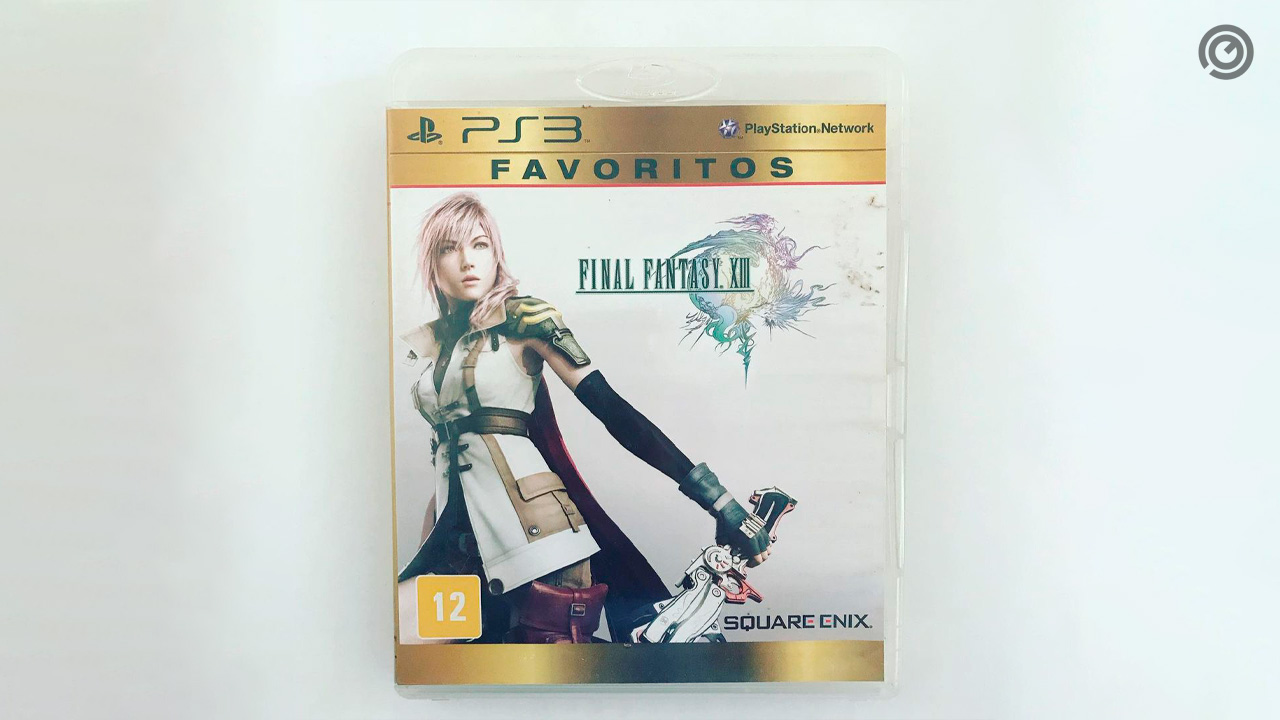 PS3
PlayStation®Network
FAVORITOS
FINAL FANTASY. XIII
12
SQUARE ENIX®